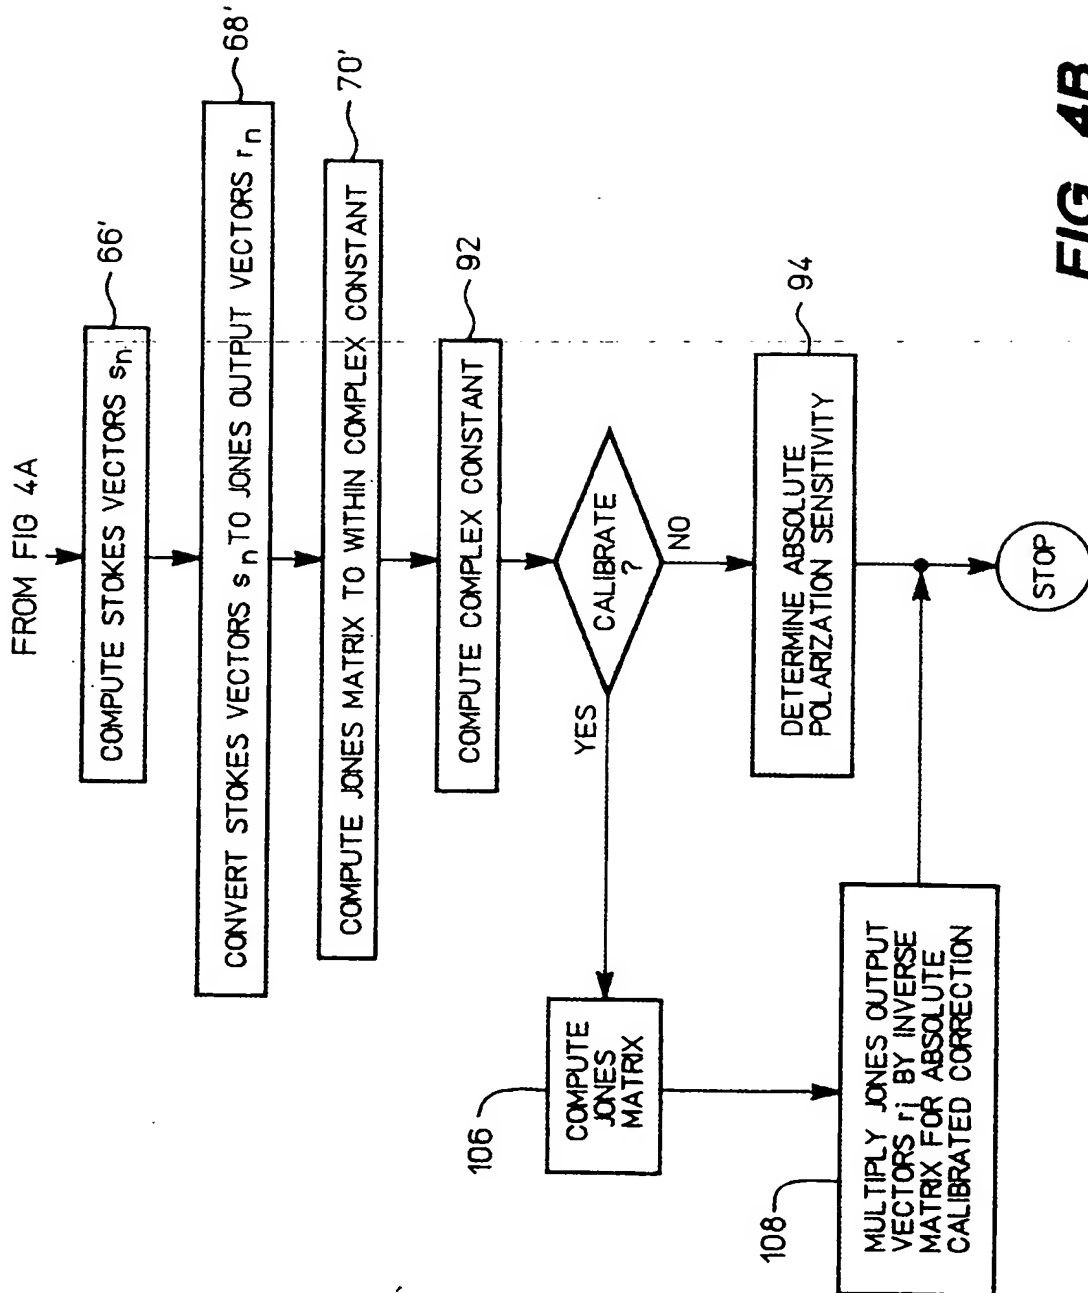 FROM FIG 4A
COMPUTE STOKES VECTORS sn
66'
CONVERT STOKES VECTORS sn TO JONES OUTPUT VECTORS rn
68'
COMPUTE JONES MATRIX TO WITHIN COMPLEX CONSTANT
70'
COMPUTE COMPLEX CONSTANT
92
CALIBRATE
?
YES
NO
106
COMPUTE
JONES
MATRIX
DETERMINE ABSOLUTE
POLARIZATION SENSITIVITY
94
108
MULTIPLY JONES OUTPUT
VECTORS ri BY INVERSE
MATRIX FOR ABSOLUTE
CALIBRATED CORRECTION
STOP
FIG 4B